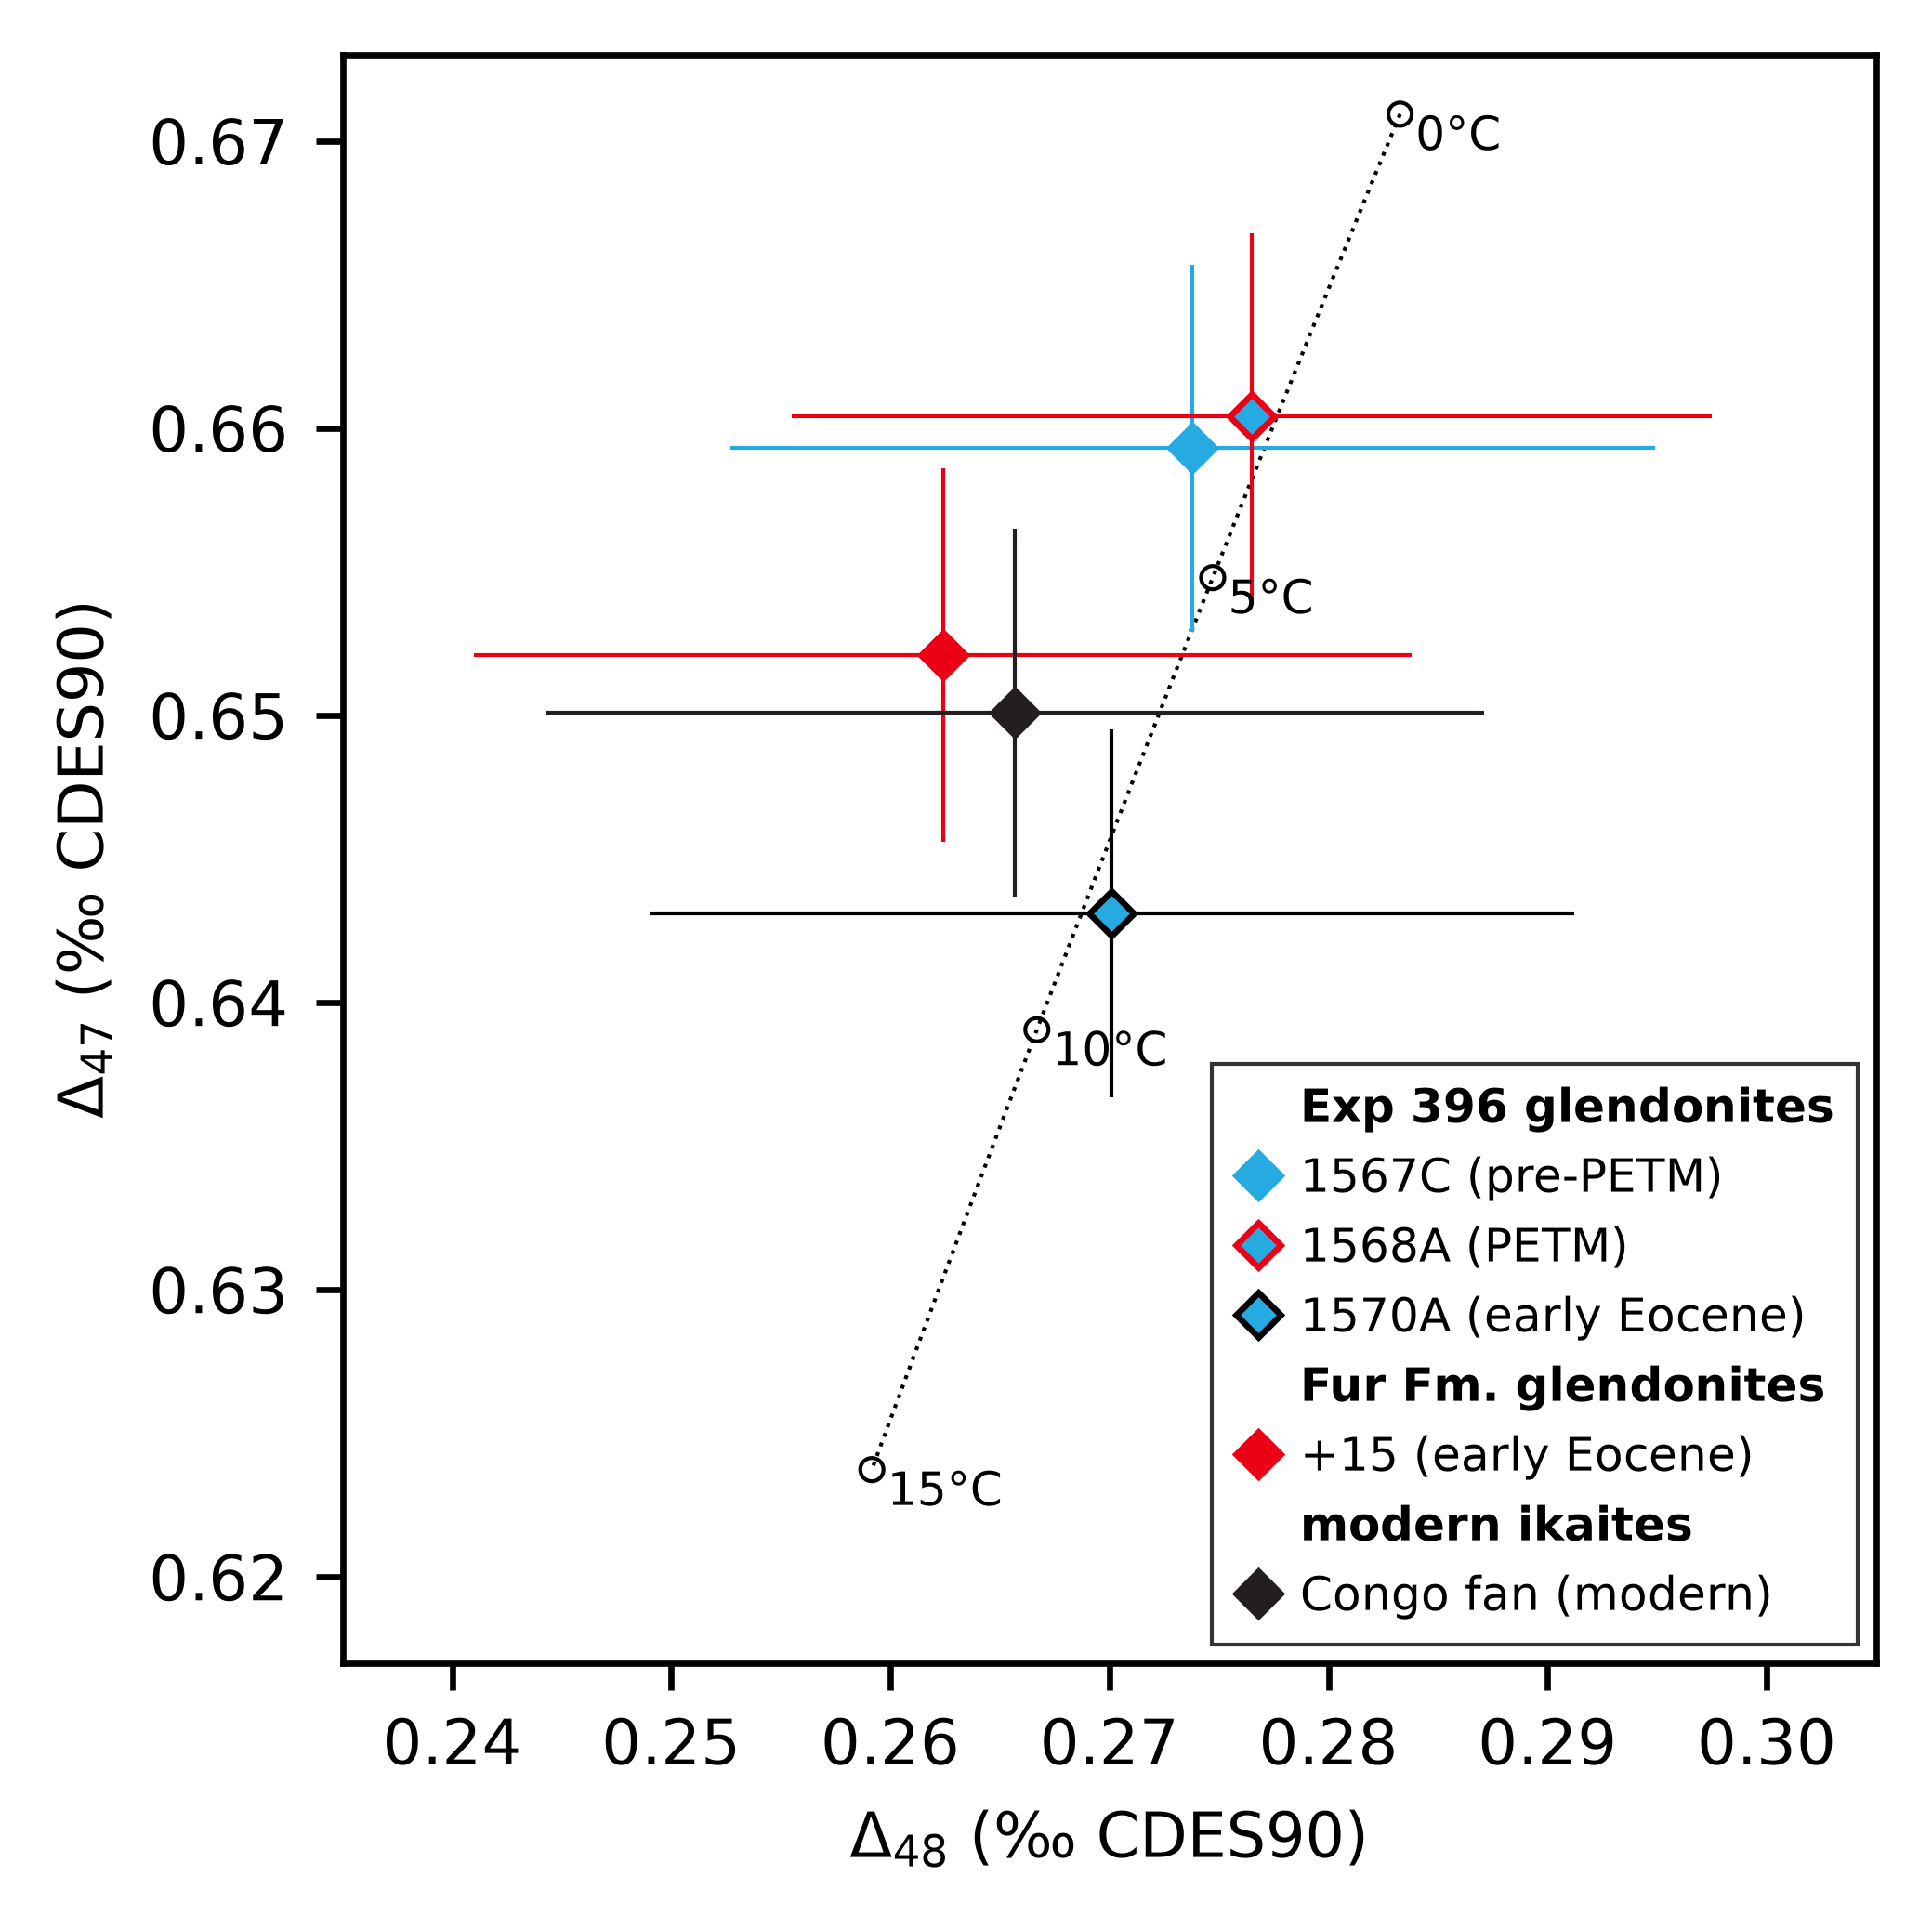 0.67
0.66
0.65
0.64
0.63
0.62
Δ47 (‰ CDES90)
0°C
5°C
10°C
15°C
Exp 396 glendonites
1567C (pre-PETM)
1568A (PETM)
1570A (early Eocene)
Fur Fm. glendonites
+15 (early Eocene)
modern ikaites
Congo fan (modern)
0.24 0.25 0.26 0.27 0.28 0.29 0.30
Δ48 (‰ CDES90)